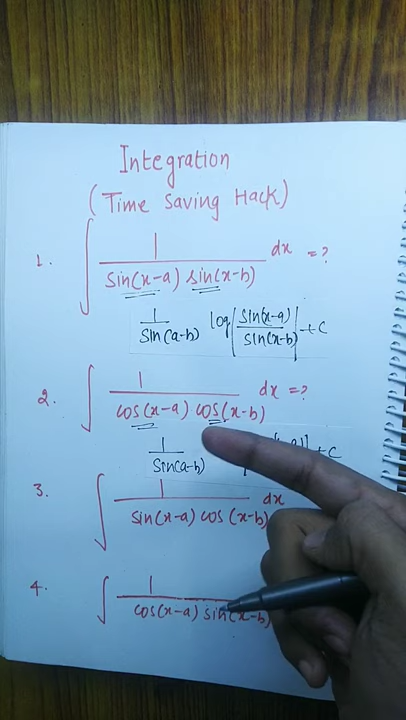 Integration
(Time Saving Hack)
1. ∫ 1 / sin(x-a) sin(x-b) dx = ?
1 / sin(a-b) log |sin(x-a) / sin(x-b)| + C
2. ∫ 1 / cos(x-a) cos(x-b) dx = ?
1 / sin(a-b) + C
3. ∫ 1 / sin(x-a) cos(x-b) dx
4. ∫ 1 / cos(x-a) sin(x-b)